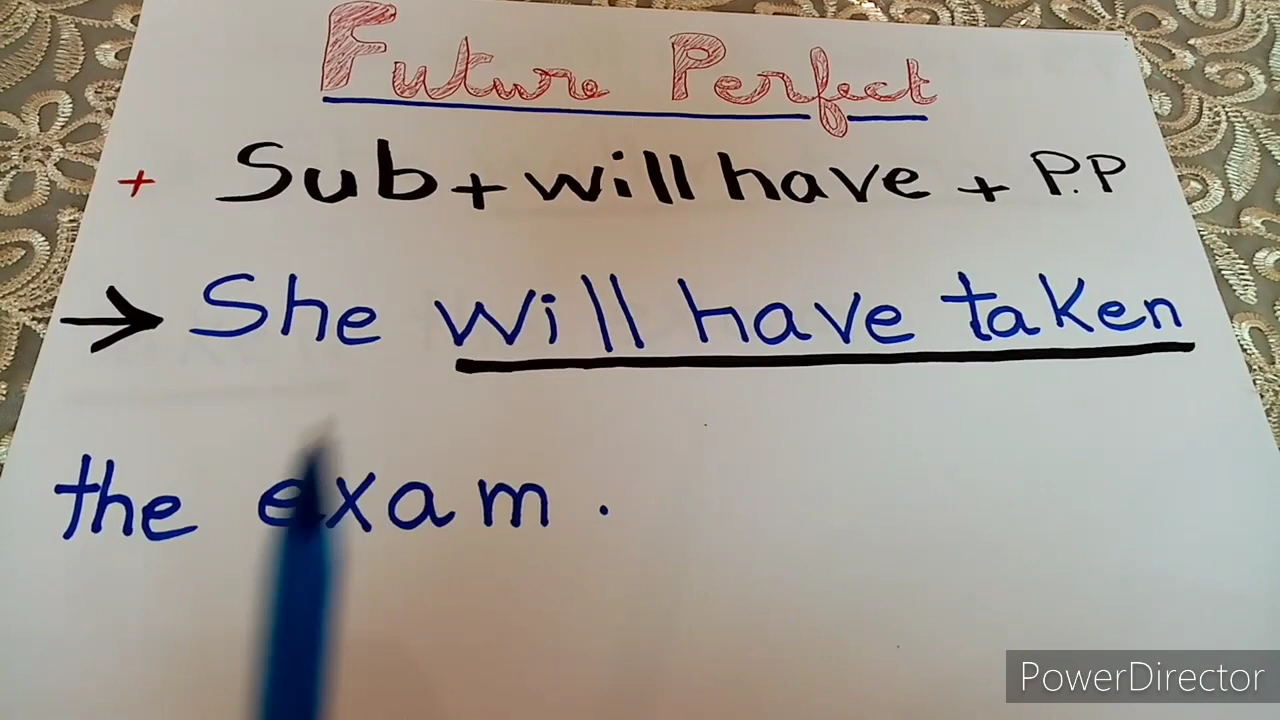 Future Perfect
+ Sub + will have + P.P
→ She will have taken
the exam.
PowerDirector